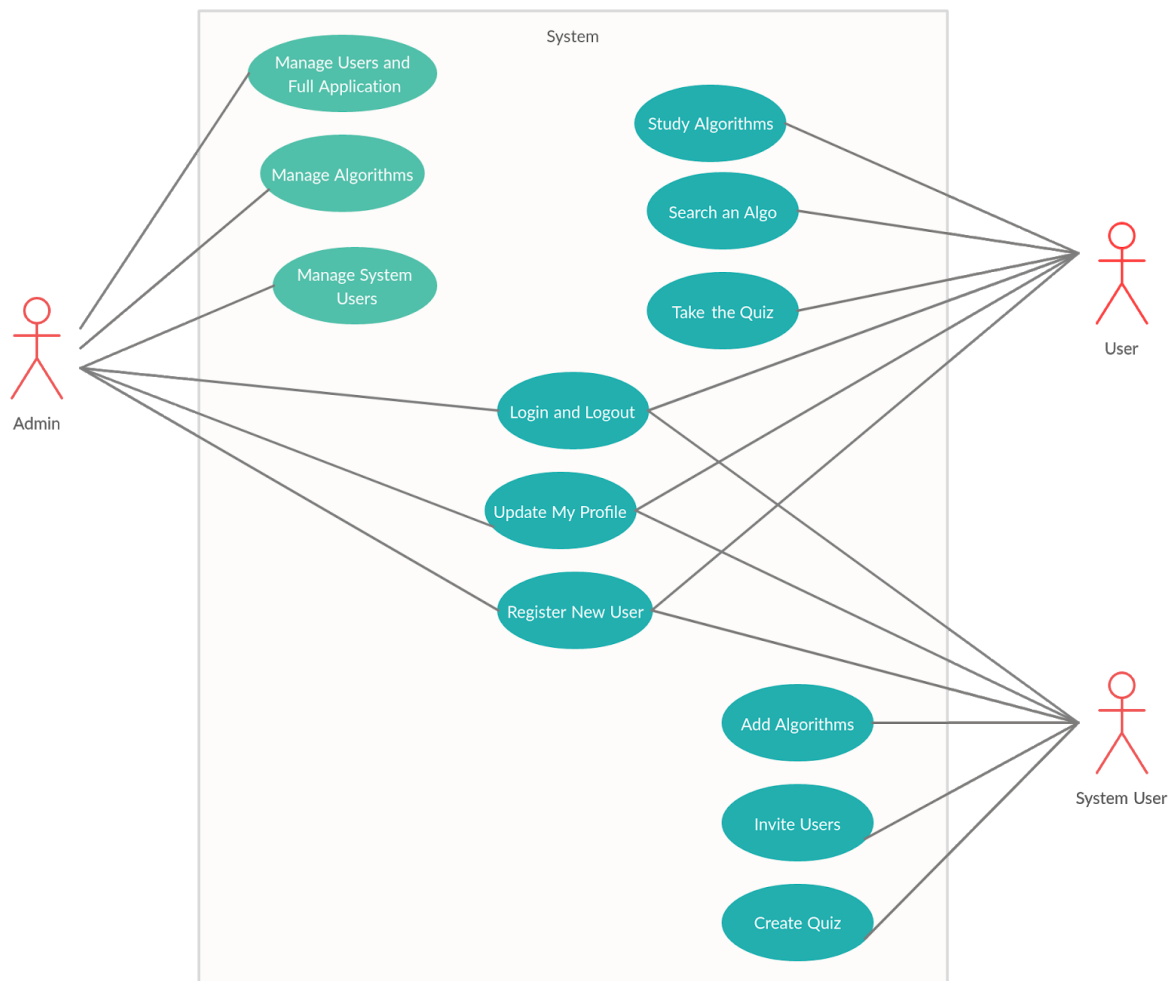 System
Manage Users and
Full Application
Study Algorithms
Manage Algorithms
Search an Algo
Manage System
Users
Take the Quiz
User
Admin
Login and Logout
Update My Profile
Register New User
Add Algorithms
System User
Invite Users
Create Quiz